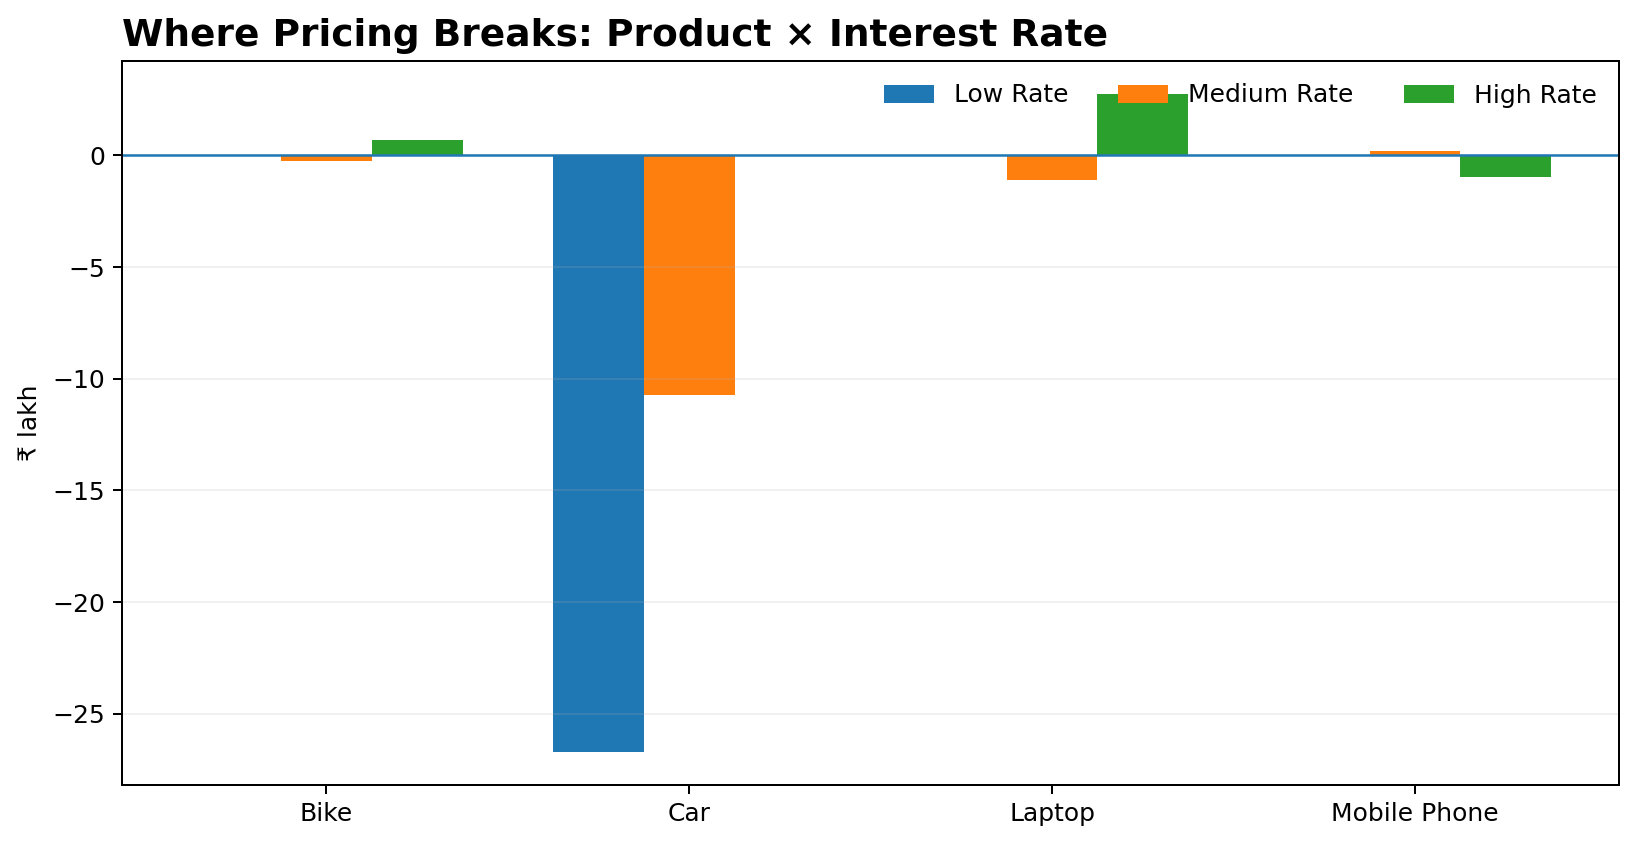 Where Pricing Breaks: Product × Interest Rate
Low Rate Medium Rate High Rate
0
−5
−10
−15
−20
−25
₹ lakh
Bike Car Laptop Mobile Phone